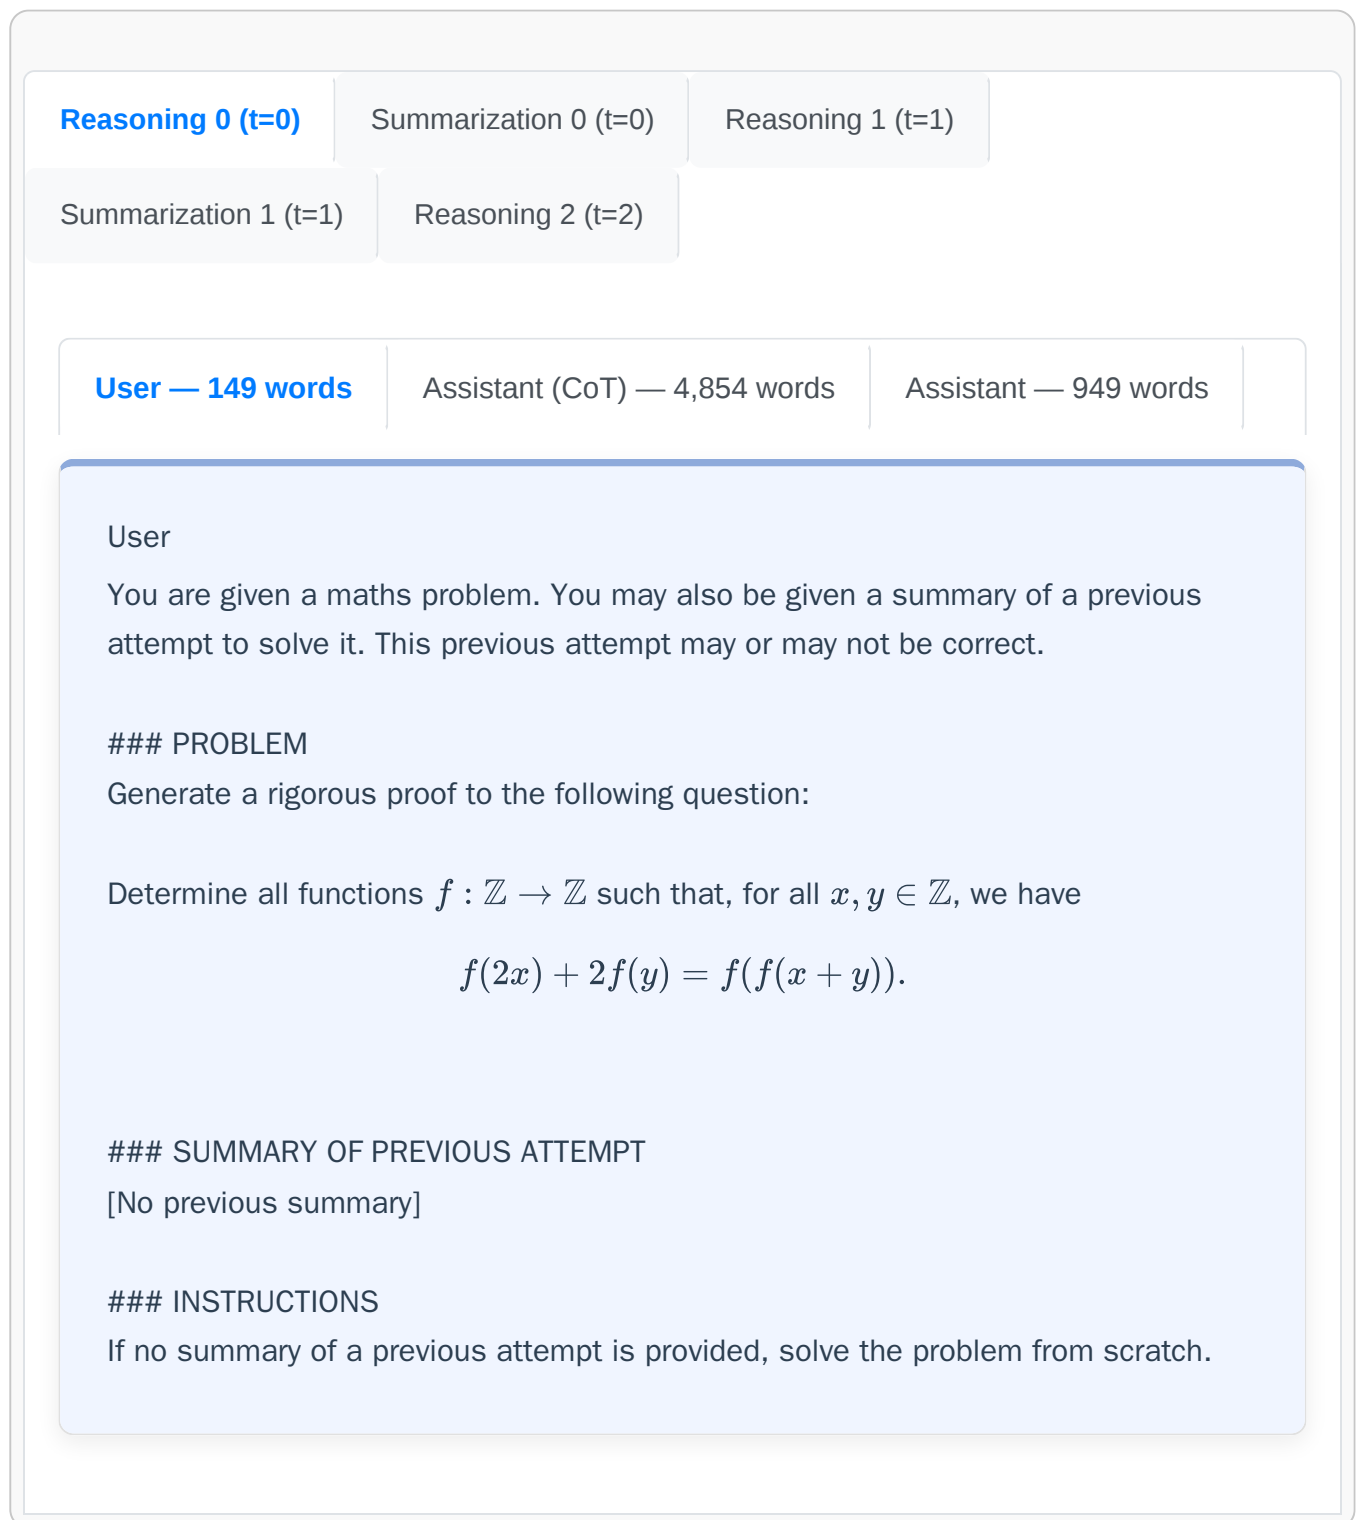 Reasoning 0 (t=0) Summarization 0 (t=0) Reasoning 1 (t=1)
Summarization 1 (t=1) Reasoning 2 (t=2)
User — 149 words Assistant (CoT) — 4,854 words Assistant — 949 words
User
You are given a maths problem. You may also be given a summary of a previous
attempt to solve it. This previous attempt may or may not be correct.
### PROBLEM
Generate a rigorous proof to the following question:
Determine all functions f : ℤ → ℤ such that, for all x, y ∈ ℤ, we have
f(2x) + 2f(y) = f(f(x + y)).
### SUMMARY OF PREVIOUS ATTEMPT
[No previous summary]
### INSTRUCTIONS
If no summary of a previous attempt is provided, solve the problem from scratch.